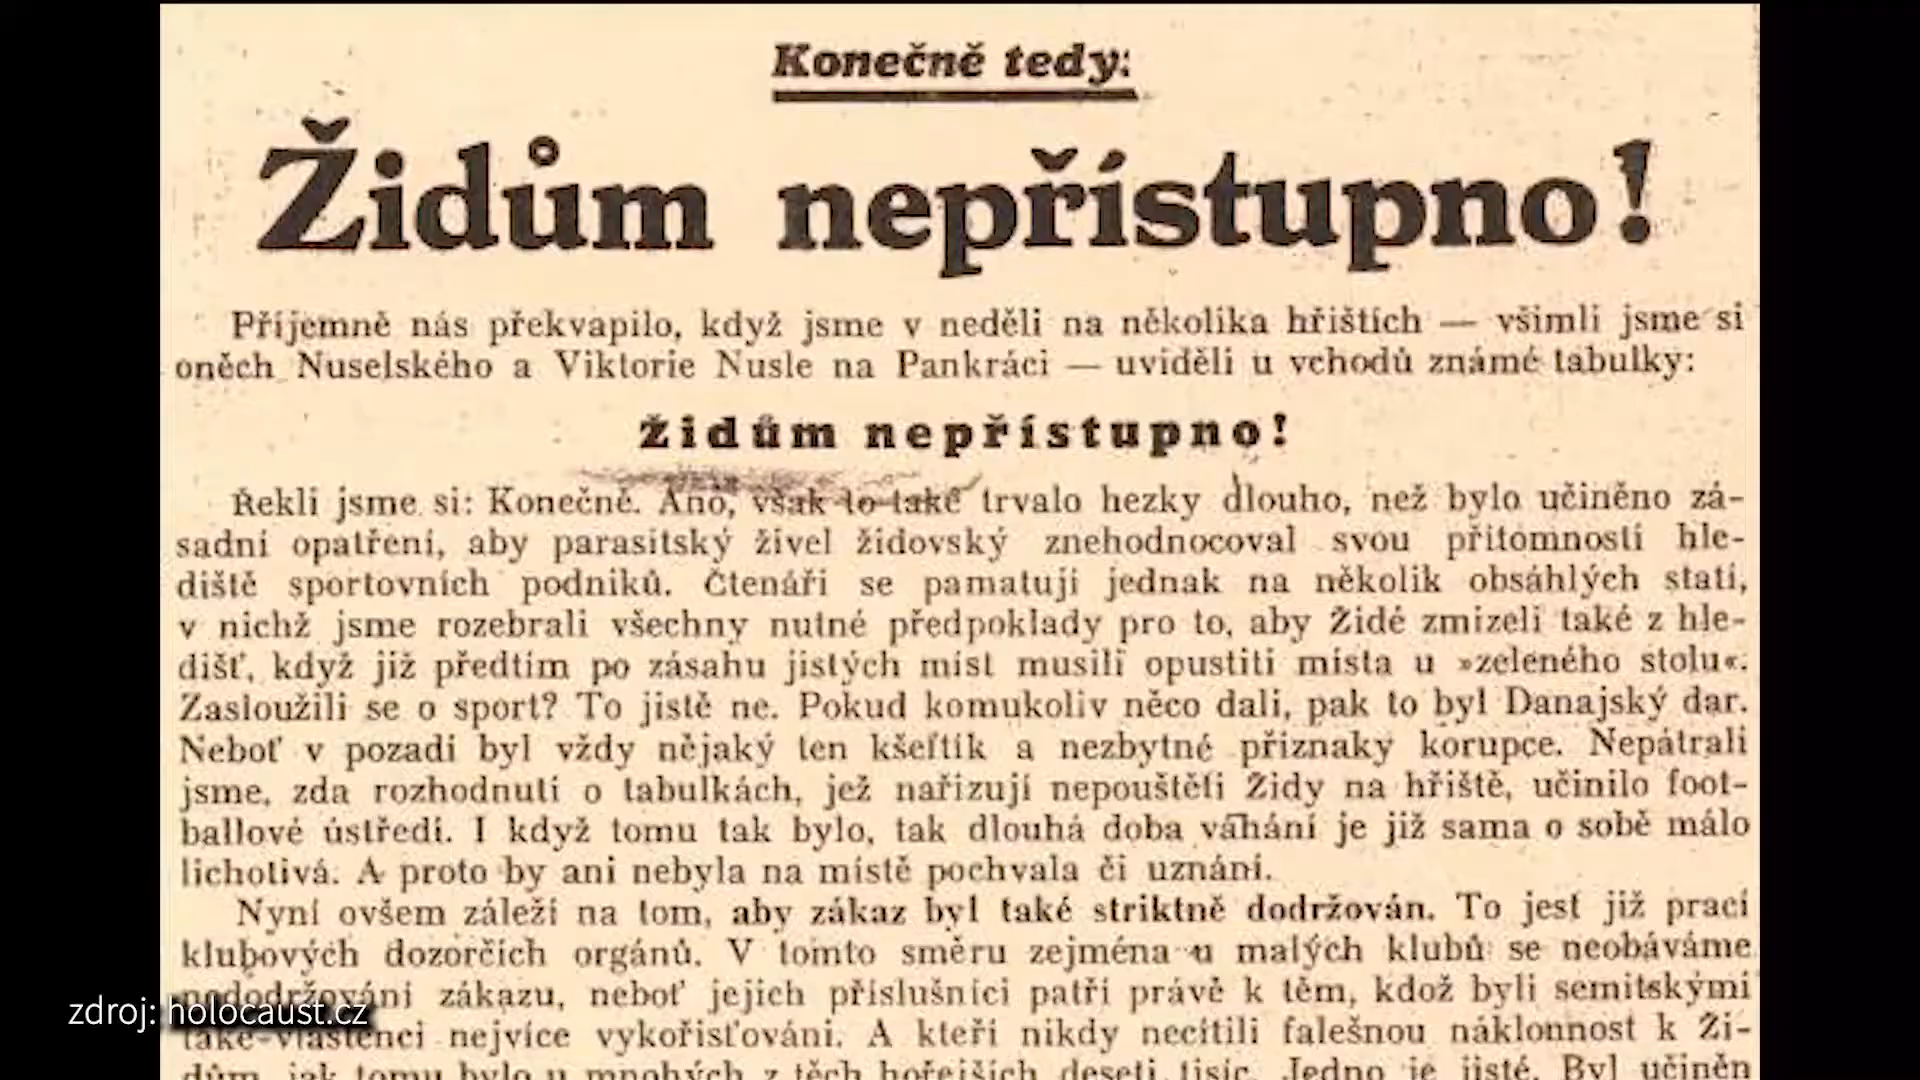 Konečně tedy:
Židům nepřístupno!
Příjemně nás překvapilo, když jsme v neděli na několika hřištích — všimli jsme si
oněch Nuselského a Viktorie Nusle na Pankráci — uviděli u vchodů známé tabulky:
Židům nepřístupno!
Řekli jsme si: Konečně. Ano, však to také trvalo hezky dlouho, než bylo učiněno zá-
sadní opatření, aby parasitský živel židovský znehodnocoval svou přítomností hle-
diště sportovních podniků. Čtenáři se pamatují jednak na několik obsáhlých statí,
v nichž jsme rozebrali všechny nutné předpoklady pro to, aby Židé zmizeli také z hle-
dišť, když již předtím po zásahu jistých míst musili opustiti místa u »zeleného stolu«.
Zasloužili se o sport? To jistě ne. Pokud komukoliv něco dali, pak to byl Danajský dar.
Neboť v pozadí byl vždy nějaký ten kšeftík a nezbytné příznaky korupce. Nepátrali
jsme, zda rozhodnutí o tabulkách, jež nařizují nepouštěti Židy na hřiště, učinilo foot-
ballové ústředí. I když tomu tak bylo, tak dlouhá doba váhání je již sama o sobě málo
lichotivá. A proto by ani nebyla na místě pochvala či uznání.
Nyní ovšem záleží na tom, aby zákaz byl také striktně dodržován. To jest již prací
klubových dozorčích orgánů. V tomto směru zejména u malých klubů se neobáváme
nedodržování zákazu, neboť jejich příslušníci patří právě k těm, kdož byli semitskými
také-vlastenci nejvíce vykořisťováni. A kteří nikdy necítili falešnou náklonnost k Ži-
dům, jak tomu bylo u mnohých z těch hořejších deseti tisíc. Jedno je jisté. Byl učiněn
zdroj: holocaust.cz